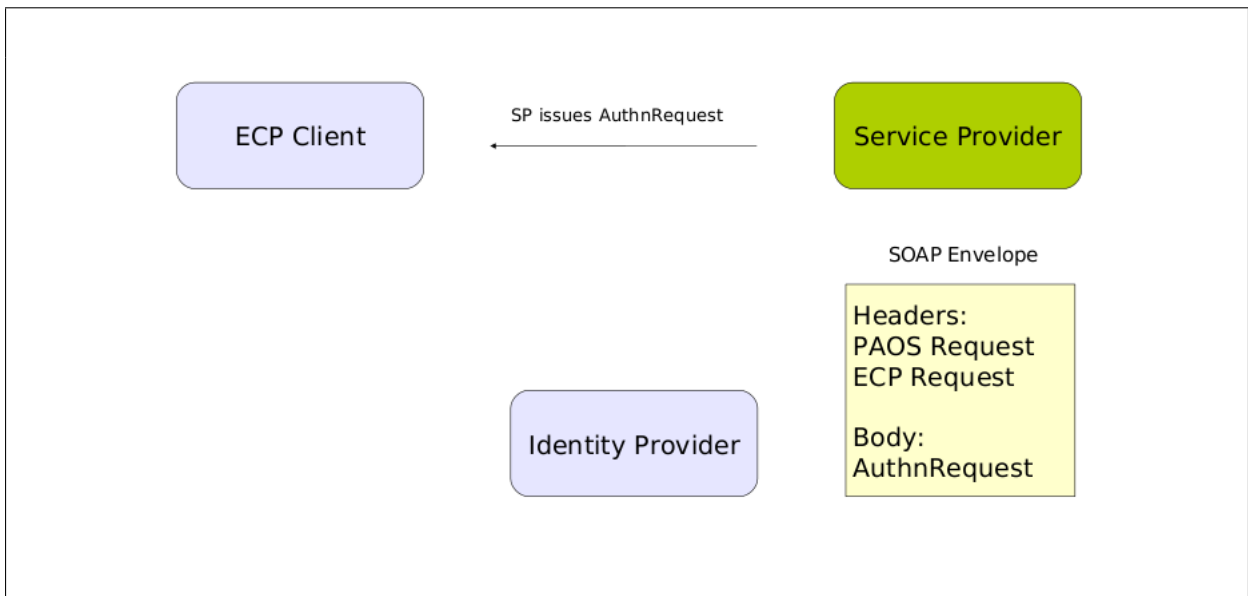 ECP Client
SP issues AuthnRequest
Service Provider
SOAP Envelope
Headers:
PAOS Request
ECP Request
Body:
AuthnRequest
Identity Provider